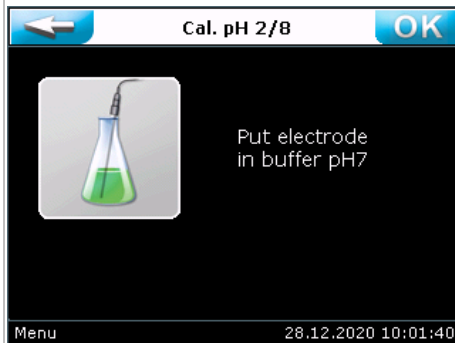 Cal. pH 2/8
OK
Put electrode
in buffer pH7
Menu
28.12.2020 10:01:40